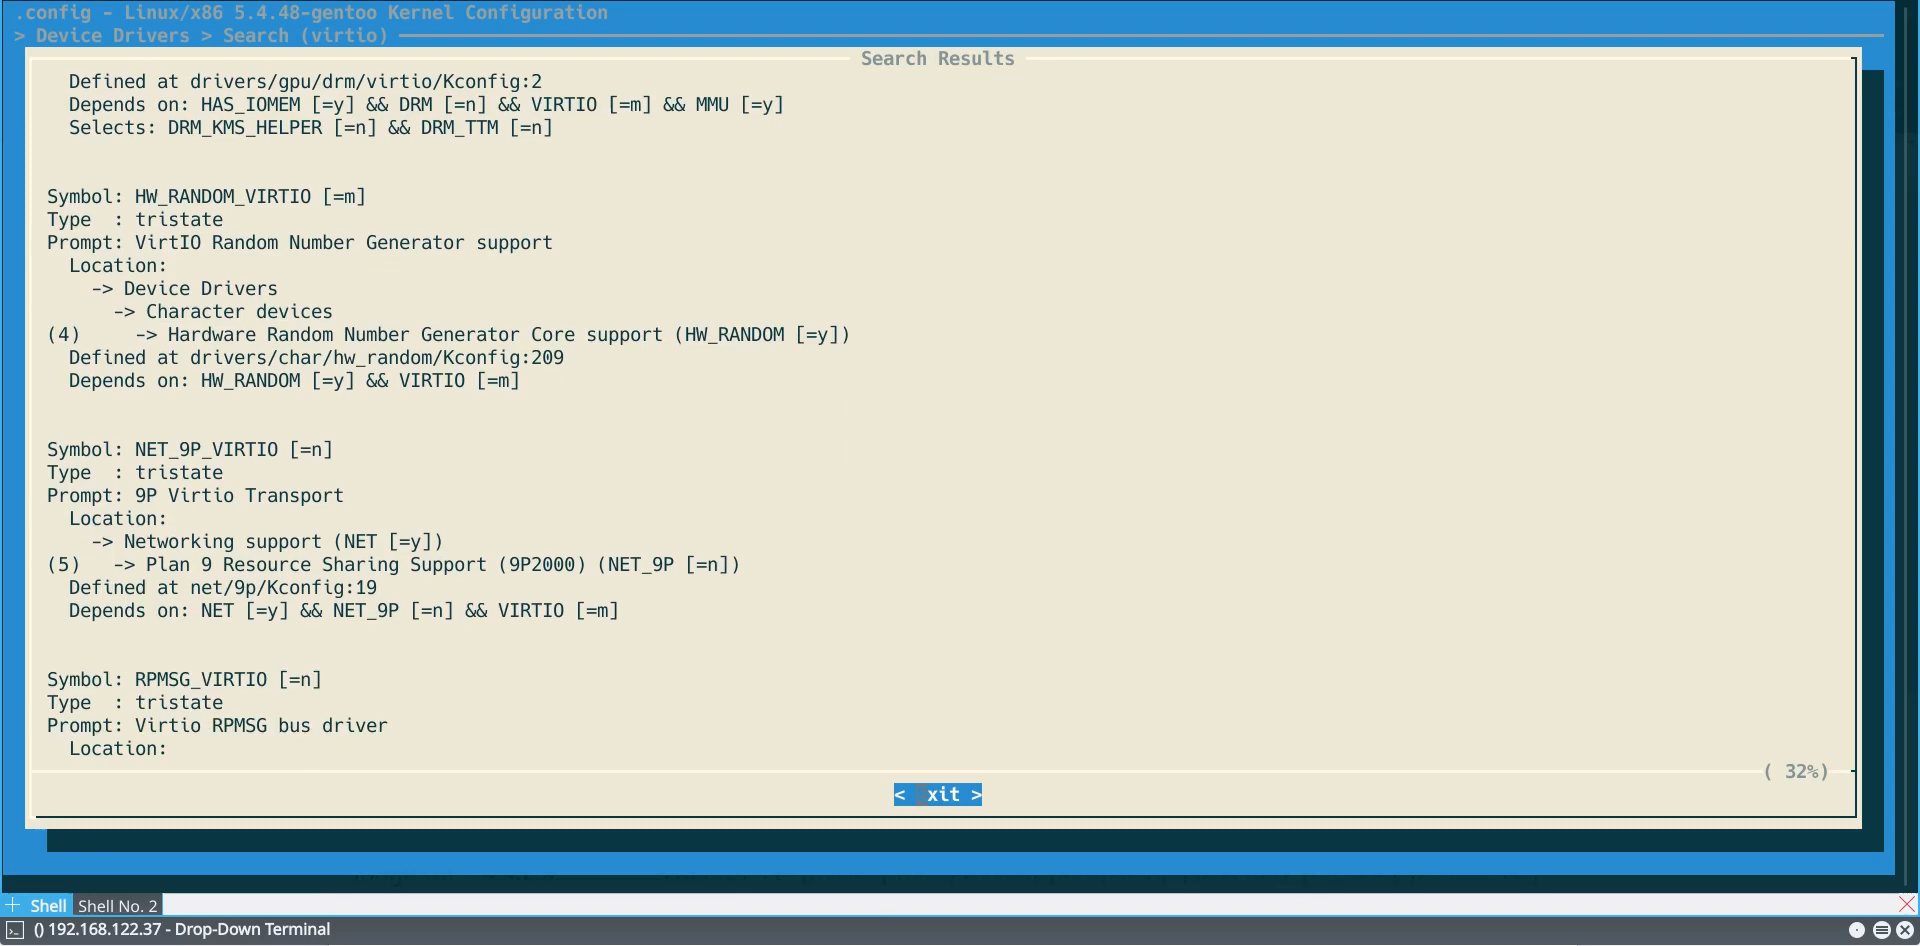 .config - Linux/x86 5.4.48-gentoo Kernel Configuration
> Device Drivers > Search (virtio)
Search Results
Defined at drivers/gpu/drm/virtio/Kconfig:2
Depends on: HAS_IOMEM [=y] && DRM [=n] && VIRTIO [=m] && MMU [=y]
Selects: DRM_KMS_HELPER [=n] && DRM_TTM [=n]
Symbol: HW_RANDOM_VIRTIO [=m]
Type  : tristate
Prompt: VirtIO Random Number Generator support
Location:
-> Device Drivers
-> Character devices
(4)     -> Hardware Random Number Generator Core support (HW_RANDOM [=y])
Defined at drivers/char/hw_random/Kconfig:209
Depends on: HW_RANDOM [=y] && VIRTIO [=m]
Symbol: NET_9P_VIRTIO [=n]
Type  : tristate
Prompt: 9P Virtio Transport
Location:
-> Networking support (NET [=y])
(5)   -> Plan 9 Resource Sharing Support (9P2000) (NET_9P [=n])
Defined at net/9p/Kconfig:19
Depends on: NET [=y] && NET_9P [=n] && VIRTIO [=m]
Symbol: RPMSG_VIRTIO [=n]
Type  : tristate
Prompt: Virtio RPMSG bus driver
Location:
( 32%)
< xit >
Shell Shell No. 2
() 192.168.122.37 - Drop-Down Terminal